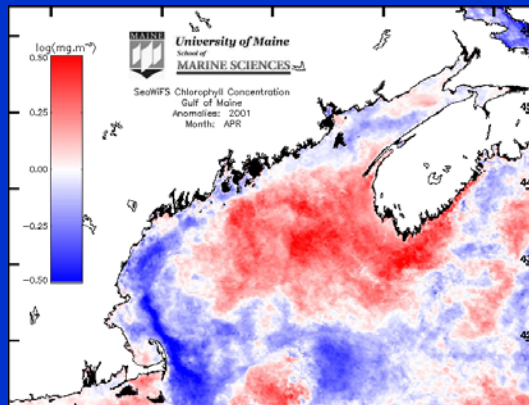 log(mg.m⁻³)
0.50
0.25
0.00
−0.25
−0.50
MAINE
University of Maine
School of
MARINE SCIENCES
SeaWiFS Chlorophyll Concentration
Gulf of Maine
Anomalies: 2001
Month: APR